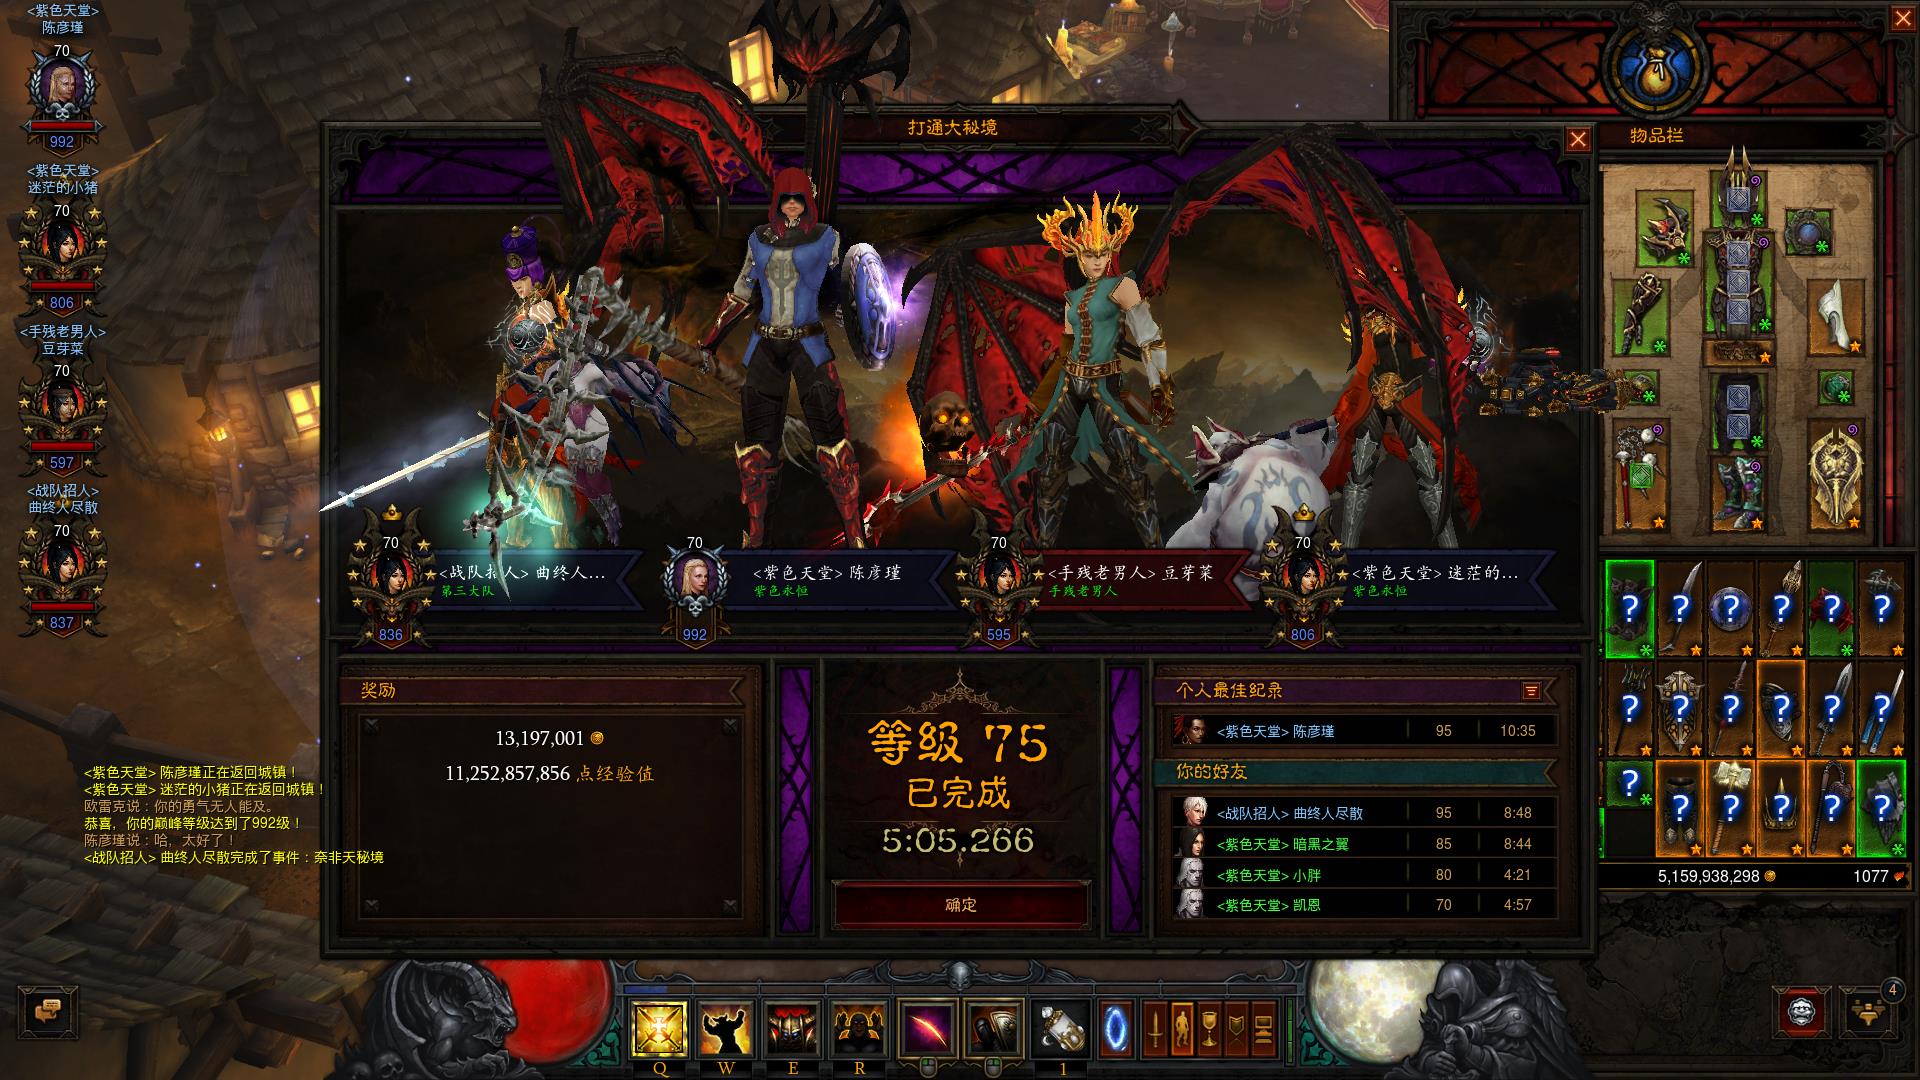 <紫色天堂>
陈彦瑾
70
992
<紫色天堂>
迷茫的小猪
70
806
<手残老男人>
豆芽菜
70
597
<战队招人>
曲终人尽散
70
837
打通大秘境
物品栏
70
<战队招人> 曲终人...
第三大队
836
70
<紫色天堂> 陈彦瑾
紫色永恒
992
70
<手残老男人> 豆芽菜
手残老男人
595
70
<紫色天堂> 迷茫的...
紫色永恒
806
奖励
13,197,001
11,252,857,856 点经验值
等级 75
已完成
5:05.266
确定
个人最佳纪录
<紫色天堂> 陈彦瑾 95 10:35
你的好友
<战队招人> 曲终人尽散 95 8:48
<紫色天堂> 暗黑之翼 85 8:44
<紫色天堂> 小胖 80 4:21
<紫色天堂> 凯恩 70 4:57
? ? ? ? ? ?
? ? ? ? ? ?
? ? ? ? ? ?
5,159,938,298 1077
<紫色天堂> 陈彦瑾正在返回城镇！
<紫色天堂> 迷茫的小猪正在返回城镇！
欧雷克说：你的勇气无人能及。
恭喜，你的巅峰等级达到了992级！
陈彦瑾说：哈，太好了！
<战队招人> 曲终人尽散完成了事件：奈非天秘境
Q W E R 1
4